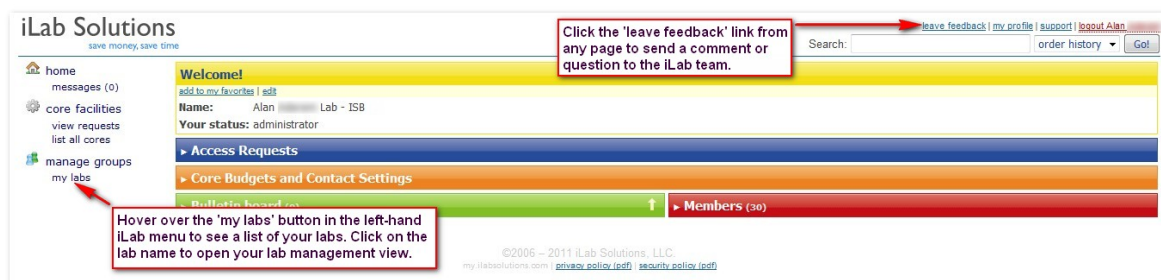 iLab Solutions
save money, save time
leave feedback | my profile | support | logout Alan
Search:
order history
Go!
Click the 'leave feedback' link from
any page to send a comment or
question to the iLab team.
home
messages (0)
core facilities
view requests
list all cores
manage groups
my labs
Welcome!
add to my favorites | edit
Name: Alan Lab - ISB
Your status: administrator
▸ Access Requests
▸ Core Budgets and Contact Settings
▸ Bulletin board
▸ Members (30)
Hover over the 'my labs' button in the left-hand
iLab menu to see a list of your labs. Click on the
lab name to open your lab management view.
©2006 – 2011 iLab Solutions, LLC.
my.ilabsolutions.com | privacy policy (pdf) | security policy (pdf)